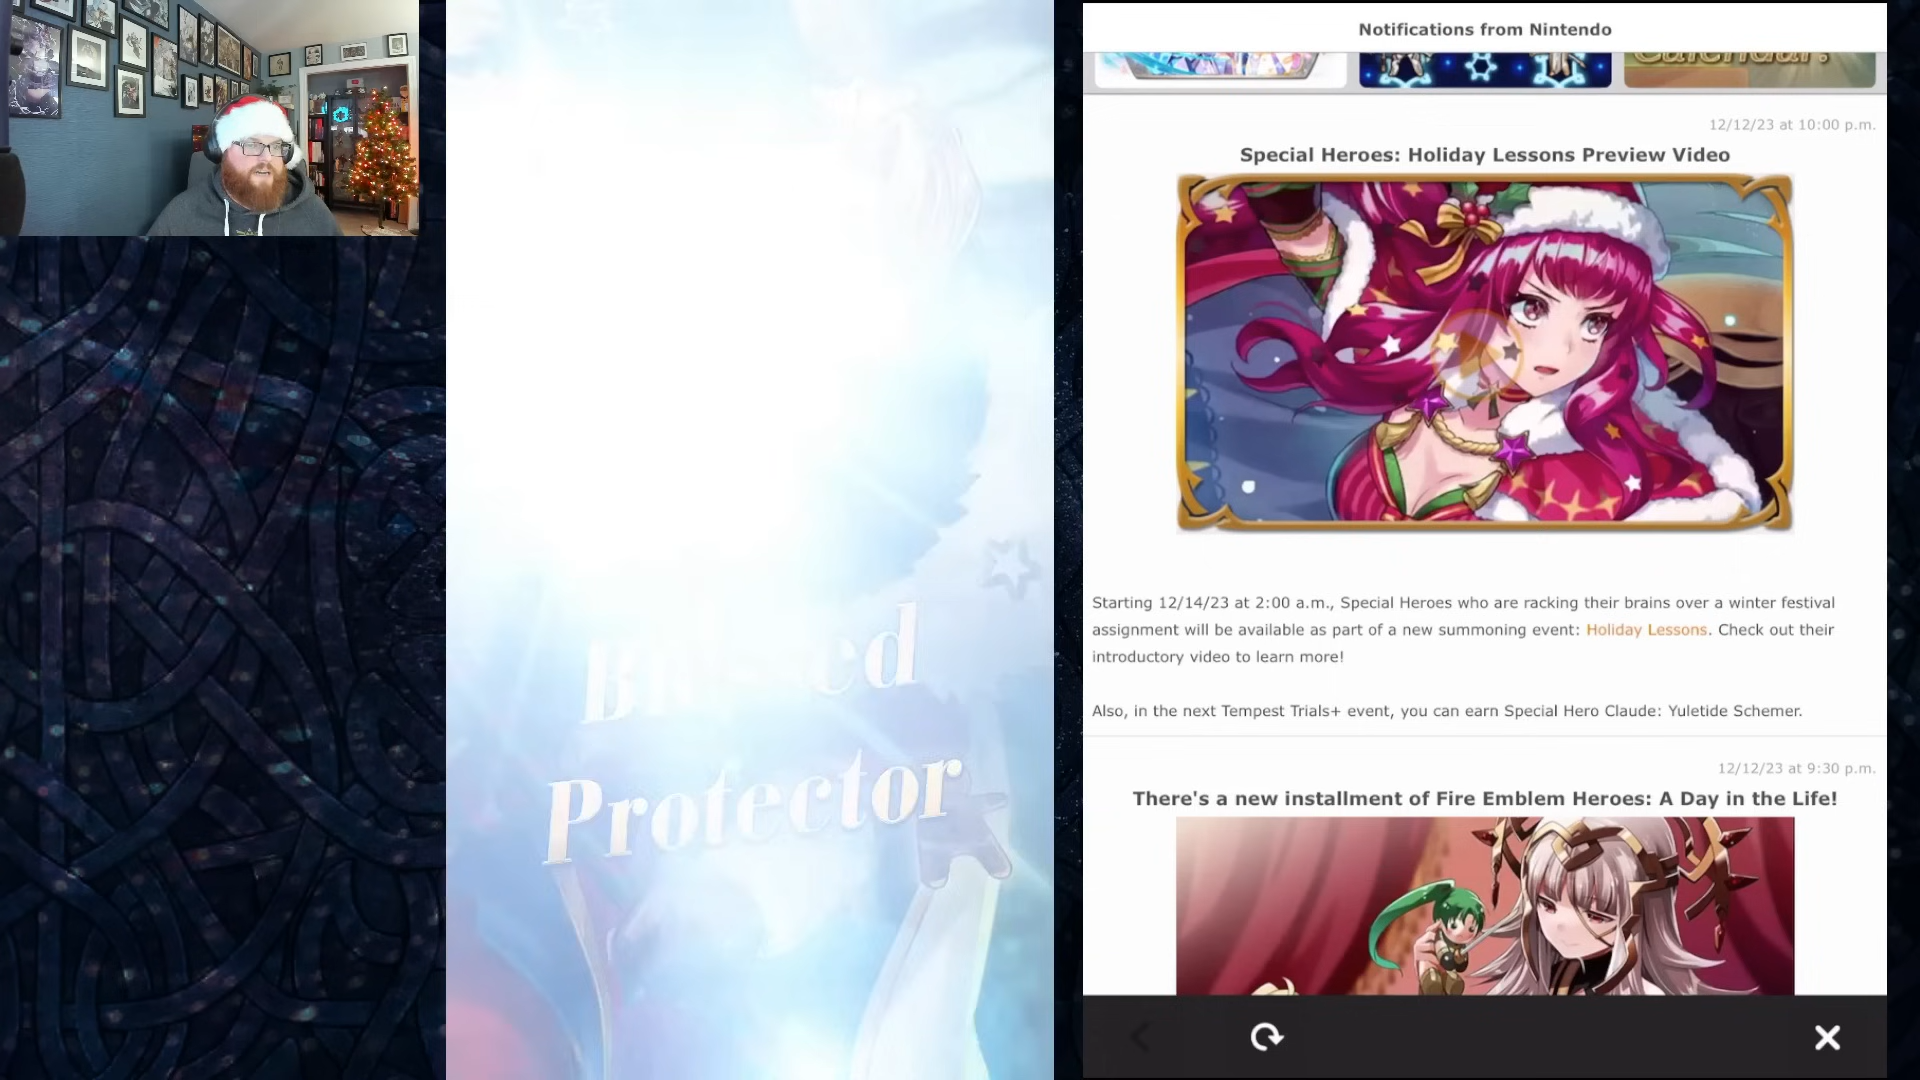 Protector
Notifications from Nintendo
Calendar!
12/12/23 at 10:00 p.m.
Special Heroes: Holiday Lessons Preview Video
Starting 12/14/23 at 2:00 a.m., Special Heroes who are racking their brains over a winter festival
assignment will be available as part of a new summoning event: Holiday Lessons. Check out their
introductory video to learn more!
Also, in the next Tempest Trials+ event, you can earn Special Hero Claude: Yuletide Schemer.
12/12/23 at 9:30 p.m.
There's a new installment of Fire Emblem Heroes: A Day in the Life!